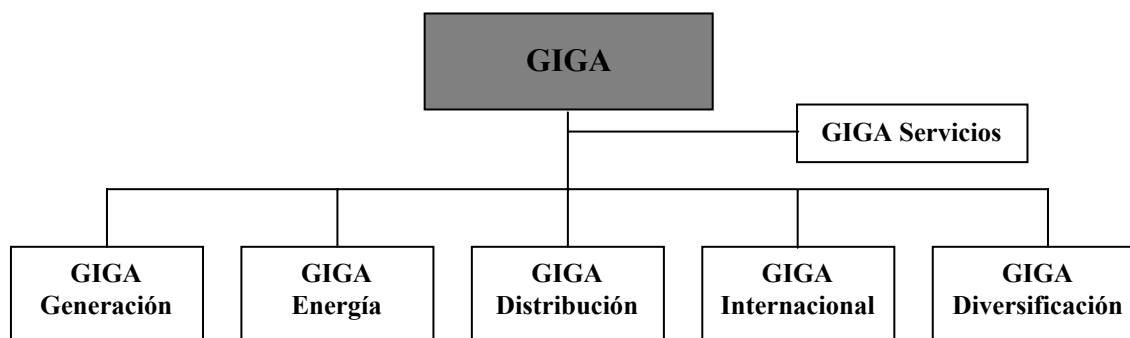 GIGA
GIGA Servicios
GIGA
Generación
GIGA
Energía
GIGA
Distribución
GIGA
Internacional
GIGA
Diversificación